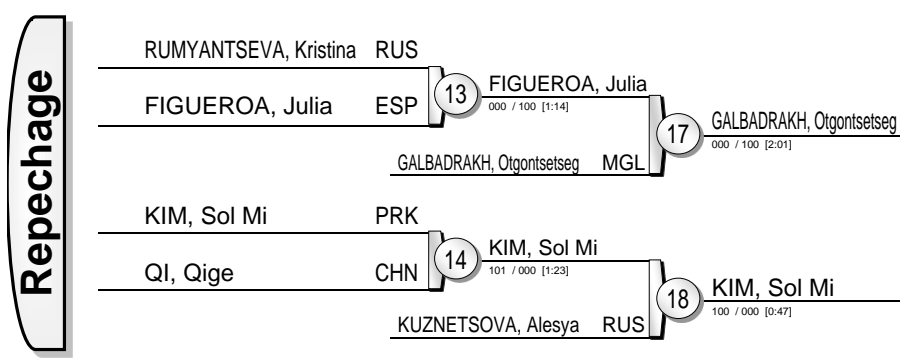 Repechage
RUMYANTSEVA, Kristina RUS
FIGUEROA, Julia ESP
13
FIGUEROA, Julia
000 / 100 [1:14]
GALBADRAKH, Otgontsetseg MGL
17
GALBADRAKH, Otgontsetseg
000 / 100 [2:01]
KIM, Sol Mi PRK
QI, Qige CHN
14
KIM, Sol Mi
101 / 000 [1:23]
KUZNETSOVA, Alesya RUS
18
KIM, Sol Mi
100 / 000 [0:47]